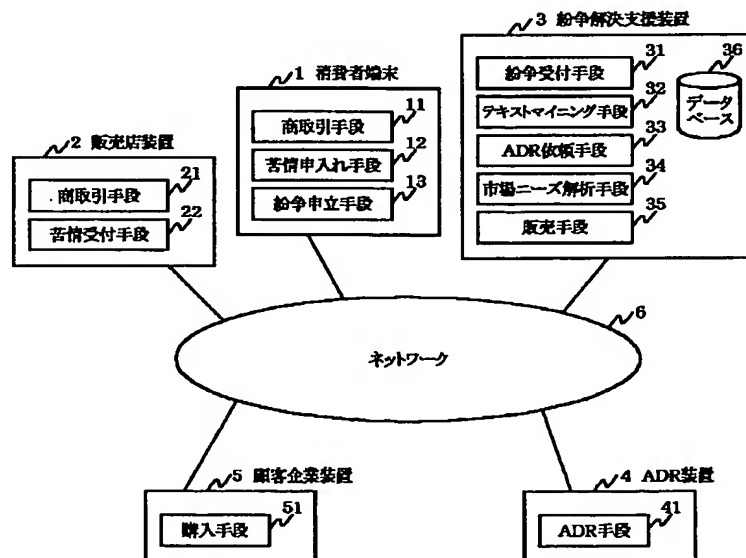 3 紛争解決支援装置
31
紛争受付手段
32
テキストマイニング手段
33
ADR依頼手段
34
市場ニーズ解析手段
35
販売手段
36
データ
ベース
1 消費者端末
11
商取引手段
12
苦情申入れ手段
13
紛争申立手段
2 販売店装置
21
商取引手段
22
苦情受付手段
6
ネットワーク
5 顧客企業装置
51
購入手段
4 ADR装置
41
ADR手段